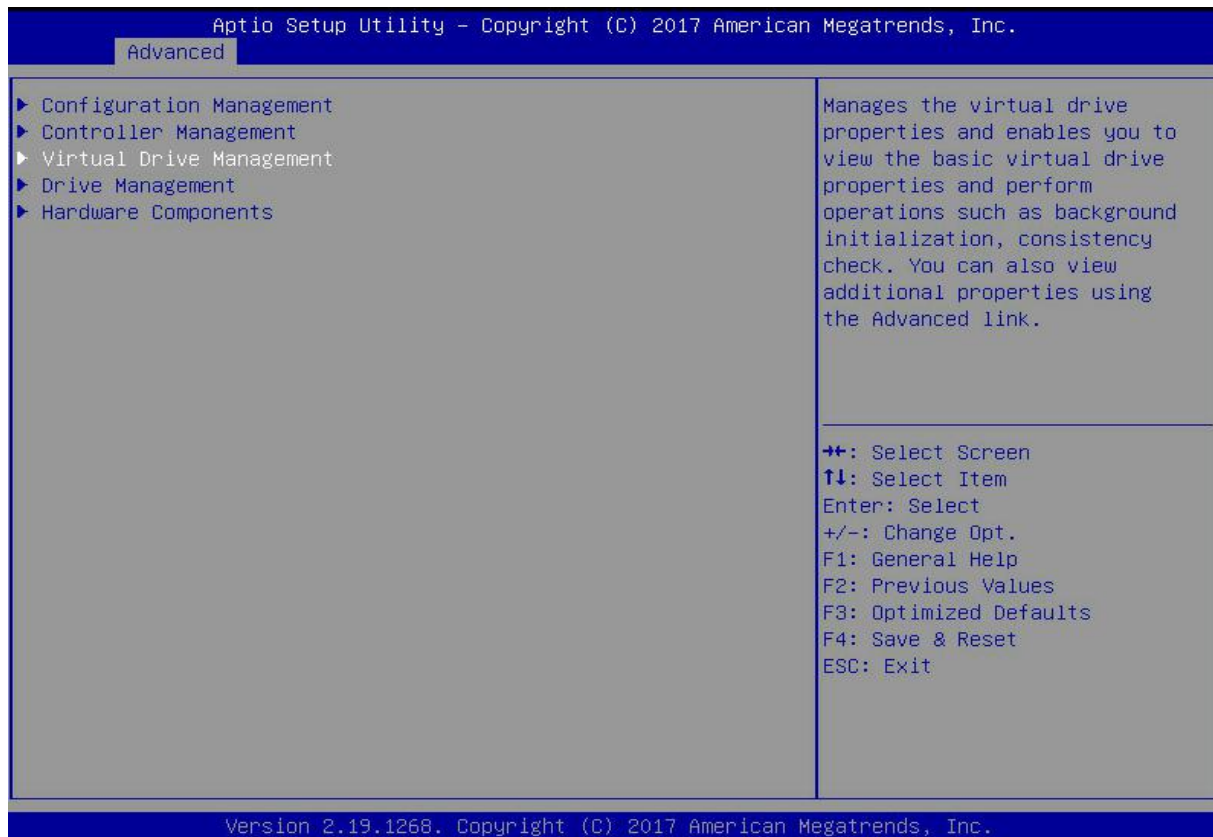 Aptio Setup Utility – Copyright (C) 2017 American Megatrends, Inc.
Advanced
▶ Configuration Management
▶ Controller Management
▶ Virtual Drive Management
▶ Drive Management
▶ Hardware Components
Manages the virtual drive
properties and enables you to
view the basic virtual drive
properties and perform
operations such as background
initialization, consistency
check. You can also view
additional properties using
the Advanced link.
→←: Select Screen
↑↓: Select Item
Enter: Select
+/-: Change Opt.
F1: General Help
F2: Previous Values
F3: Optimized Defaults
F4: Save & Reset
ESC: Exit
Version 2.19.1268. Copyright (C) 2017 American Megatrends, Inc.